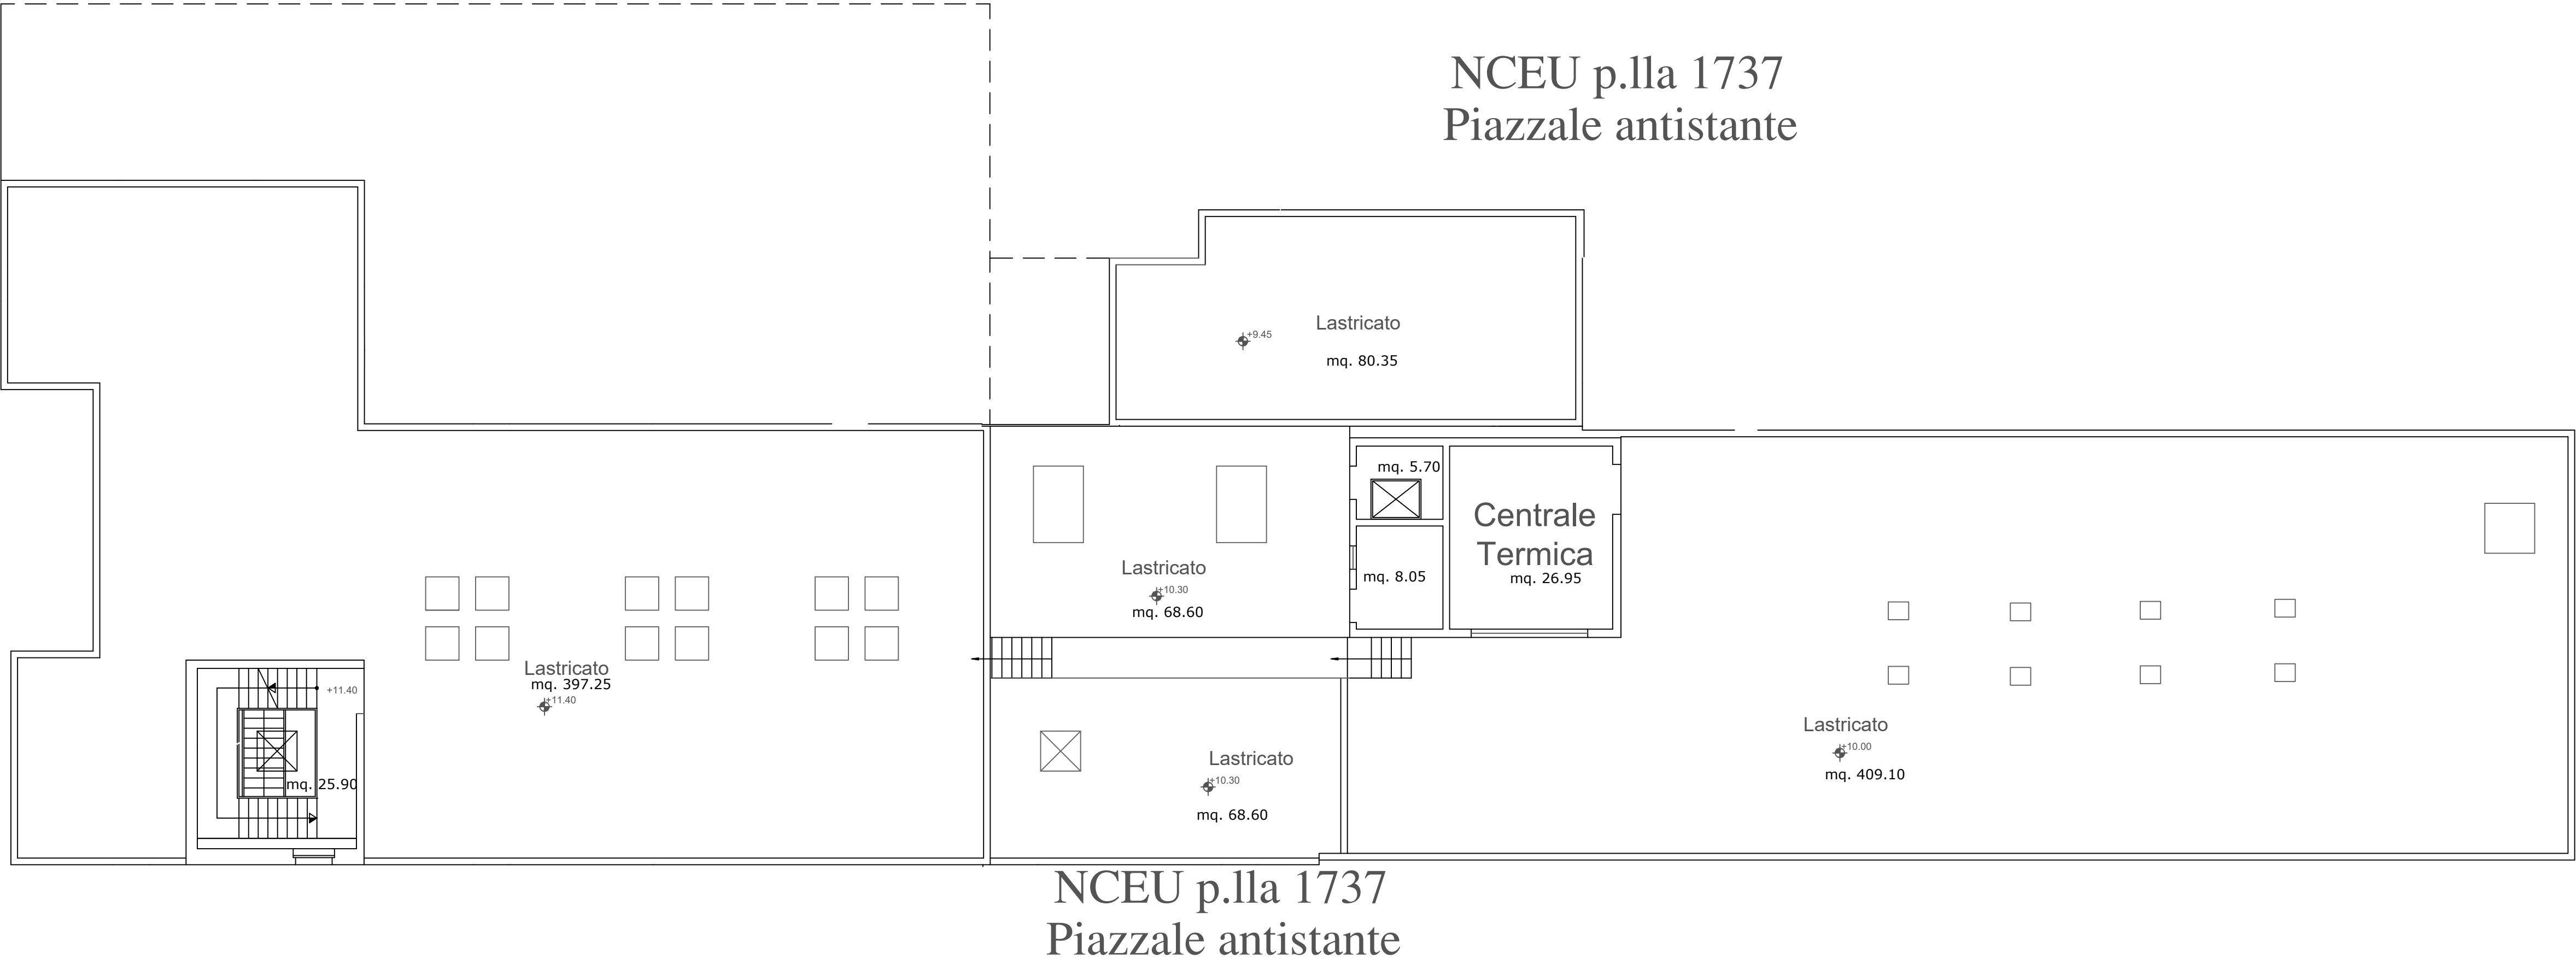 NCEU p.lla 1737
Piazzale antistante
Lastricato
+9.45
mq. 80.35
mq. 5.70
Centrale
Termica
mq. 26.95
mq. 8.05
Lastricato
+10.30
mq. 68.60
Lastricato
mq. 397.25
+11.40
+11.40
mq. 25.90
Lastricato
+10.30
mq. 68.60
Lastricato
+10.00
mq. 409.10
NCEU p.lla 1737
Piazzale antistante